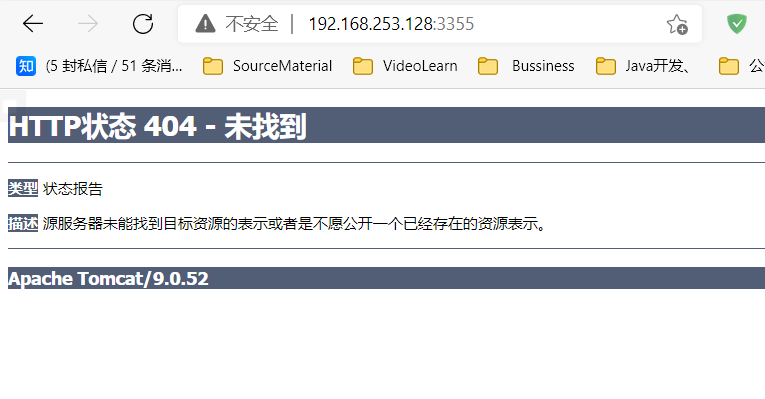 不安全 | 192.168.253.128:3355
知 (5 封私信 / 51 条消... SourceMaterial VideoLearn Bussiness Java开发、 公
HTTP状态 404 - 未找到
类型 状态报告
描述 源服务器未能找到目标资源的表示或者是不愿公开一个已经存在的资源表示。
Apache Tomcat/9.0.52